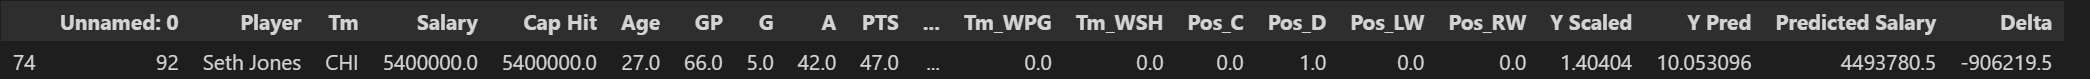 Unnamed: 0 Player Tm Salary Cap Hit Age GP G A PTS ... Tm_WPG Tm_WSH Pos_C Pos_D Pos_LW Pos_RW Y Scaled Y Pred Predicted Salary Delta
74 92 Seth Jones CHI 5400000.0 5400000.0 27.0 66.0 5.0 42.0 47.0 ... 0.0 0.0 0.0 1.0 0.0 0.0 1.40404 10.053096 4493780.5 -906219.5